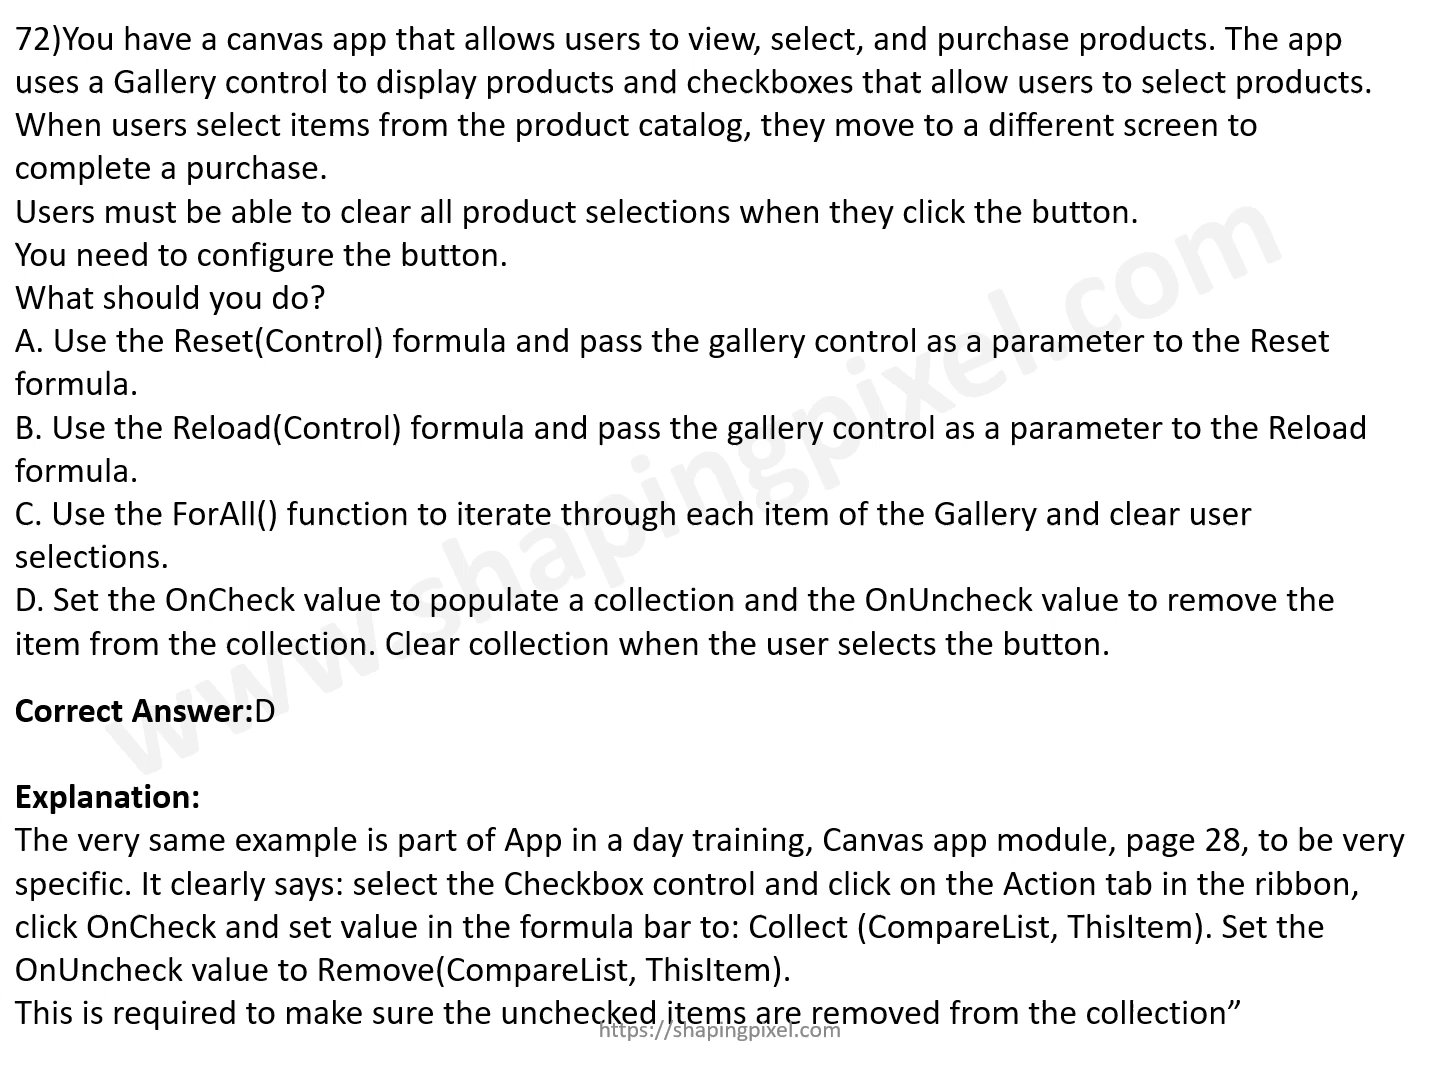 72)You have a canvas app that allows users to view, select, and purchase products. The app
uses a Gallery control to display products and checkboxes that allow users to select products.
When users select items from the product catalog, they move to a different screen to
complete a purchase.
Users must be able to clear all product selections when they click the button.
You need to configure the button.
What should you do?
A. Use the Reset(Control) formula and pass the gallery control as a parameter to the Reset
formula.
B. Use the Reload(Control) formula and pass the gallery control as a parameter to the Reload
formula.
C. Use the ForAll() function to iterate through each item of the Gallery and clear user
selections.
D. Set the OnCheck value to populate a collection and the OnUncheck value to remove the
item from the collection. Clear collection when the user selects the button.
Correct Answer:D
Explanation:
The very same example is part of App in a day training, Canvas app module, page 28, to be very
specific. It clearly says: select the Checkbox control and click on the Action tab in the ribbon,
click OnCheck and set value in the formula bar to: Collect (CompareList, ThisItem). Set the
OnUncheck value to Remove(CompareList, ThisItem).
This is required to make sure the unchecked items are removed from the collection”
https://shapingpixel.com
www.shapingpixel.com